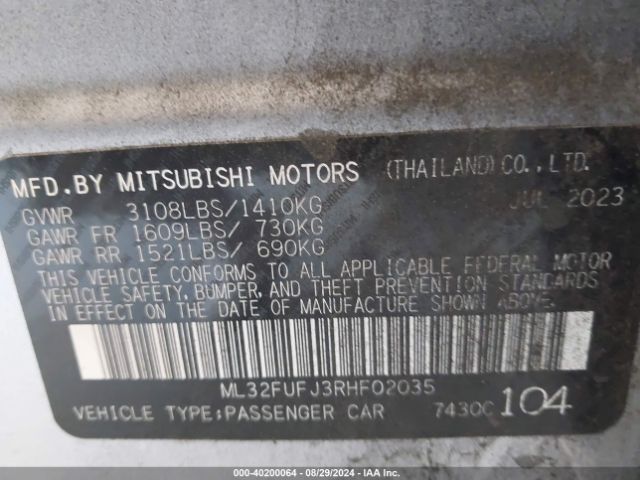 MFD.BY MITSUBISHI MOTORS (THAILAND)CO.,LTD.
GVWR 3108LBS/1410KG JUL 2023
GAWR FR 1609LBS/ 730KG
GAWR RR 1521LBS/ 690KG
THIS VEHICLE CONFORMS TO ALL APPLICABLE FEDERAL MOTOR
VEHICLE SAFETY, BUMPER, AND THEFT PREVENTION STANDARDS
IN EFFECT ON THE DATE OF MANUFACTURE SHOWN ABOVE.
ML32FUFJ3RHF02035
VEHICLE TYPE:PASSENGER CAR 7430C 104
000-40200064 - 08/29/2024 - IAA Inc.